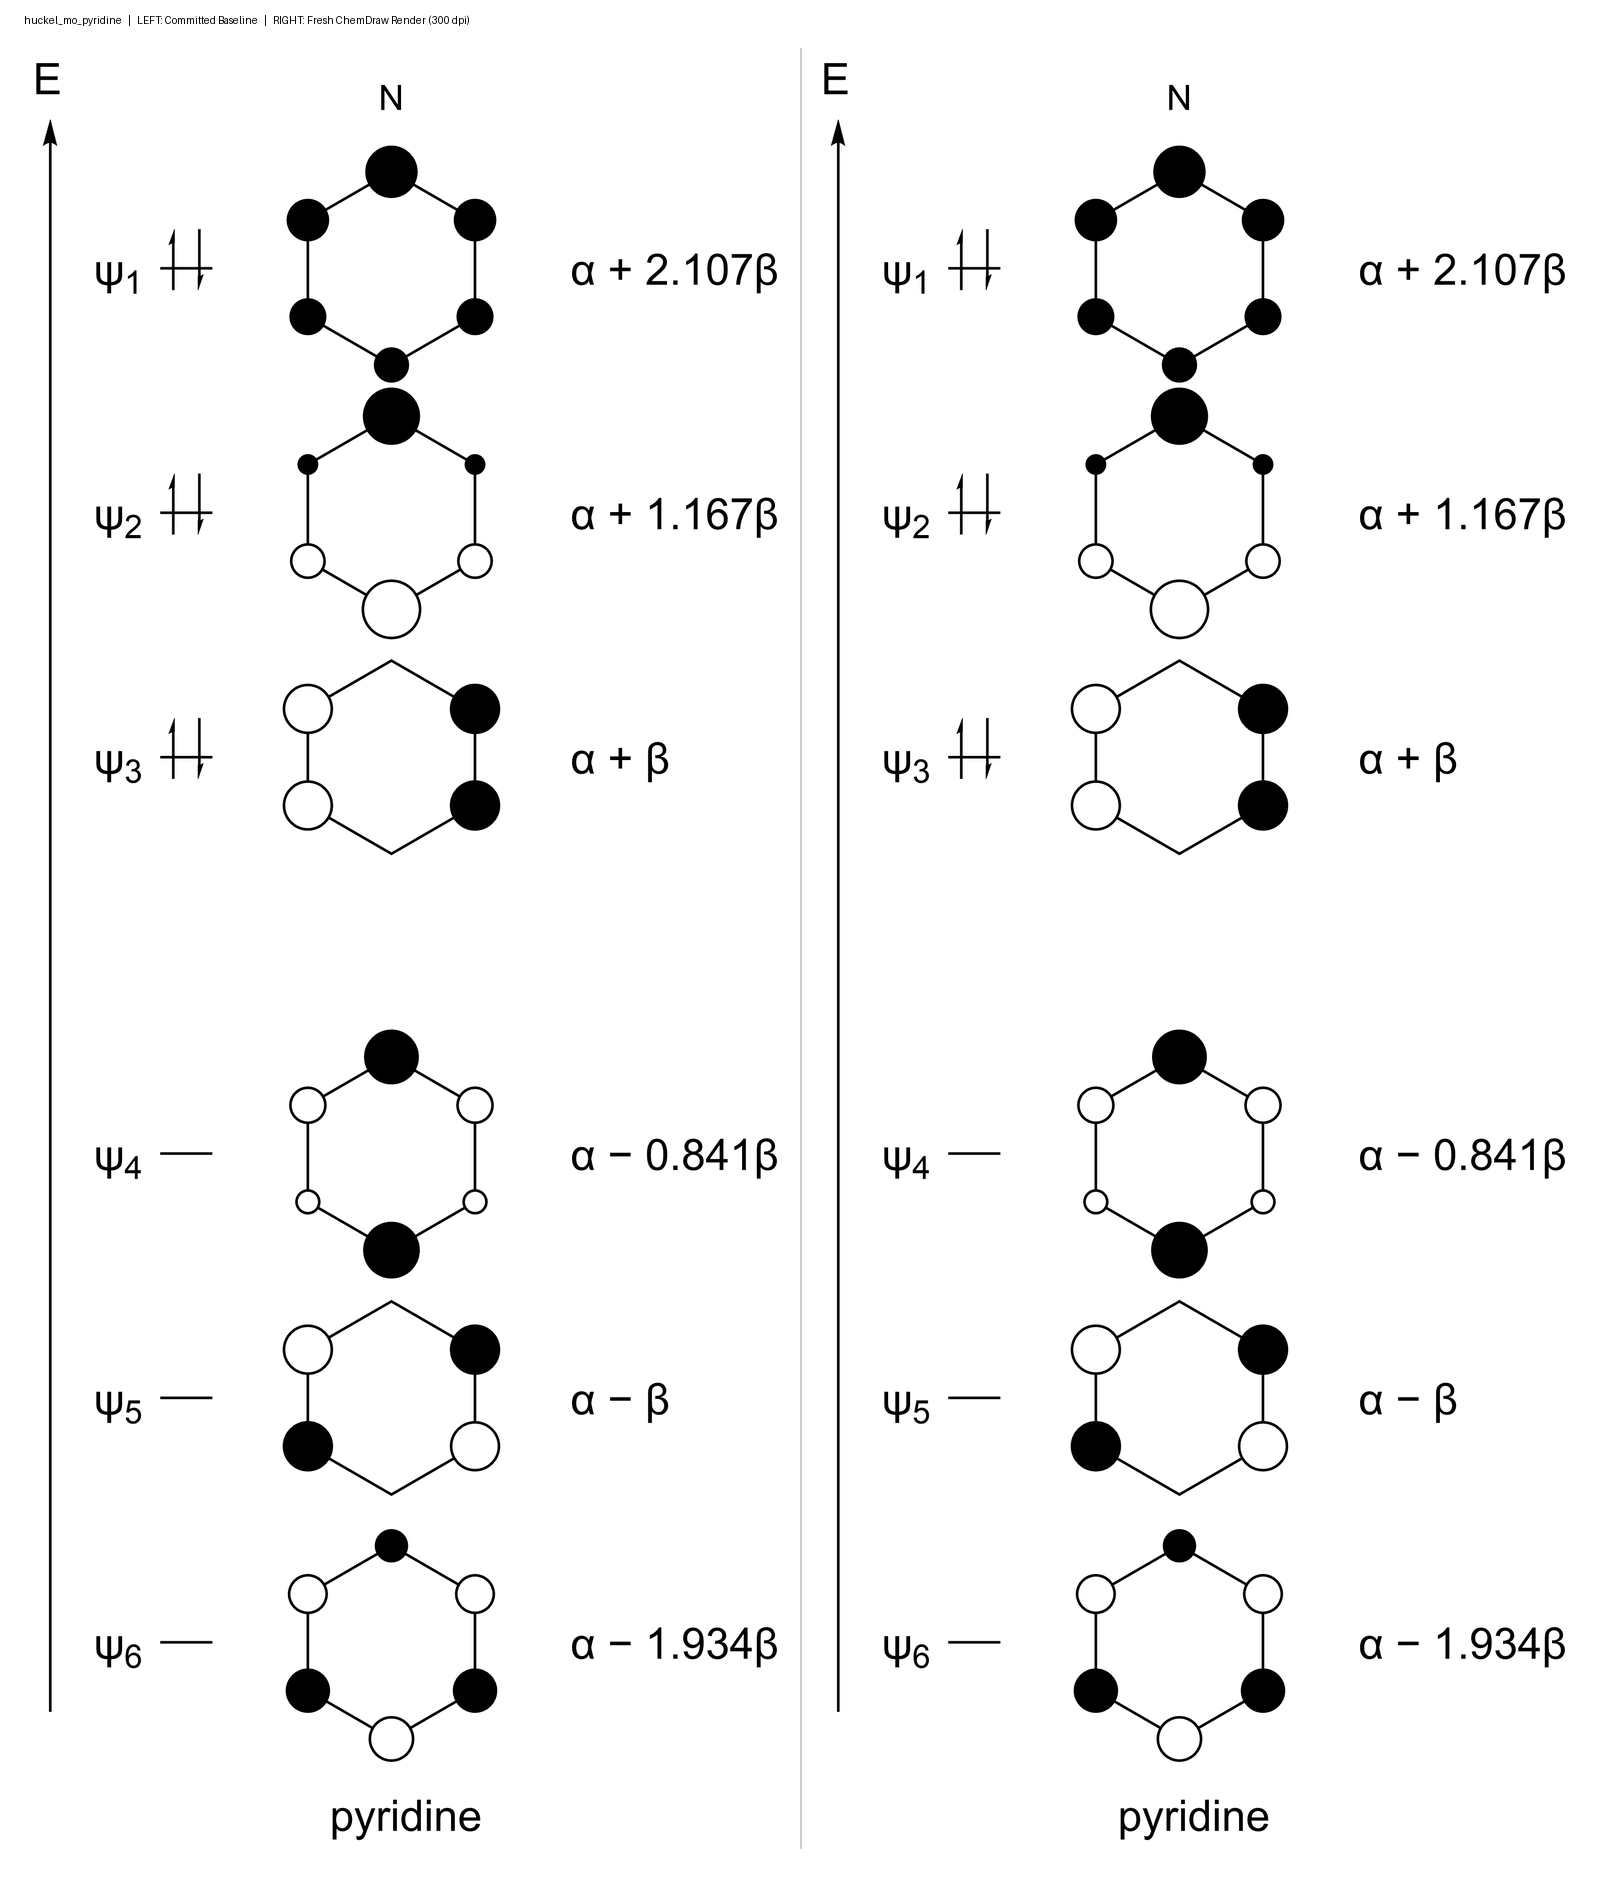 huckel_mo_pyridine | LEFT: Committed Baseline | RIGHT: Fresh ChemDraw Render (300 dpi)
E
N
ψ1
α + 2.107β
ψ2
α + 1.167β
ψ3
α + β
ψ4
α − 0.841β
ψ5
α − β
ψ6
α − 1.934β
pyridine
E
N
ψ1
α + 2.107β
ψ2
α + 1.167β
ψ3
α + β
ψ4
α − 0.841β
ψ5
α − β
ψ6
α − 1.934β
pyridine